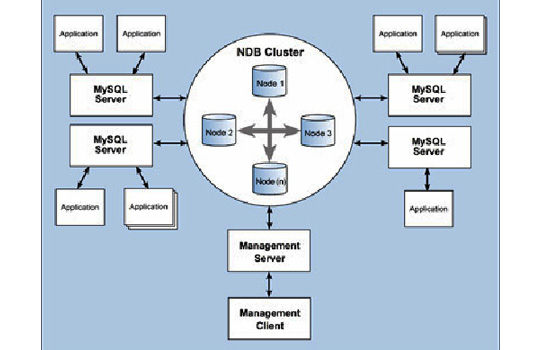 Application
Application
Application
Application
NDB Cluster
Node 1
MySQL
Server
MySQL
Server
Node 2
Node 3
MySQL
Server
MySQL
Server
Node (n)
Application
Application
Application
Management
Server
Management
Client